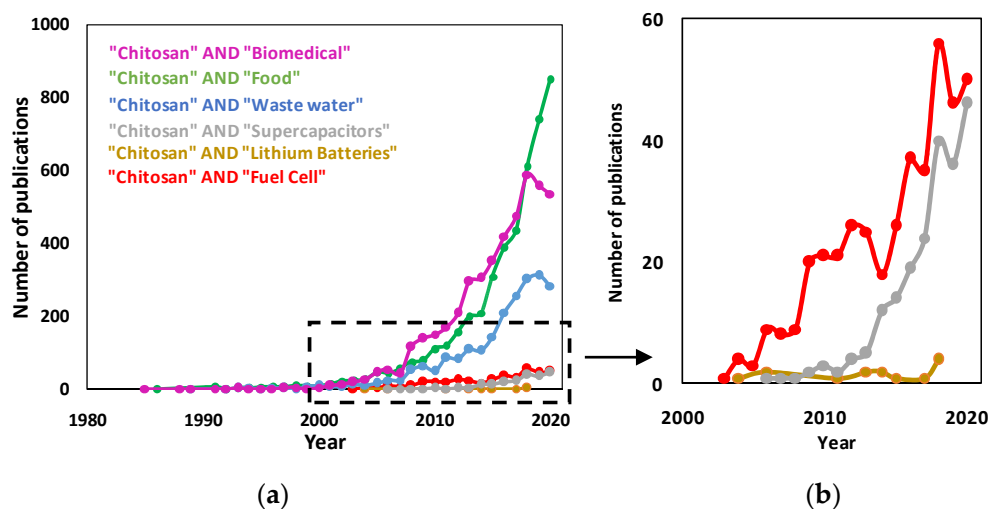 1000
800
600
400
200
0
Number of publications
"Chitosan" AND "Biomedical"
"Chitosan" AND "Food"
"Chitosan" AND "Waste water"
"Chitosan" AND "Supercapacitors"
"Chitosan" AND "Lithium Batteries"
"Chitosan" AND "Fuel Cell"
1980 1990 2000 2010 2020
Year
(a)
60
40
20
0
Number of publications
2000 2010 2020
Year
(b)